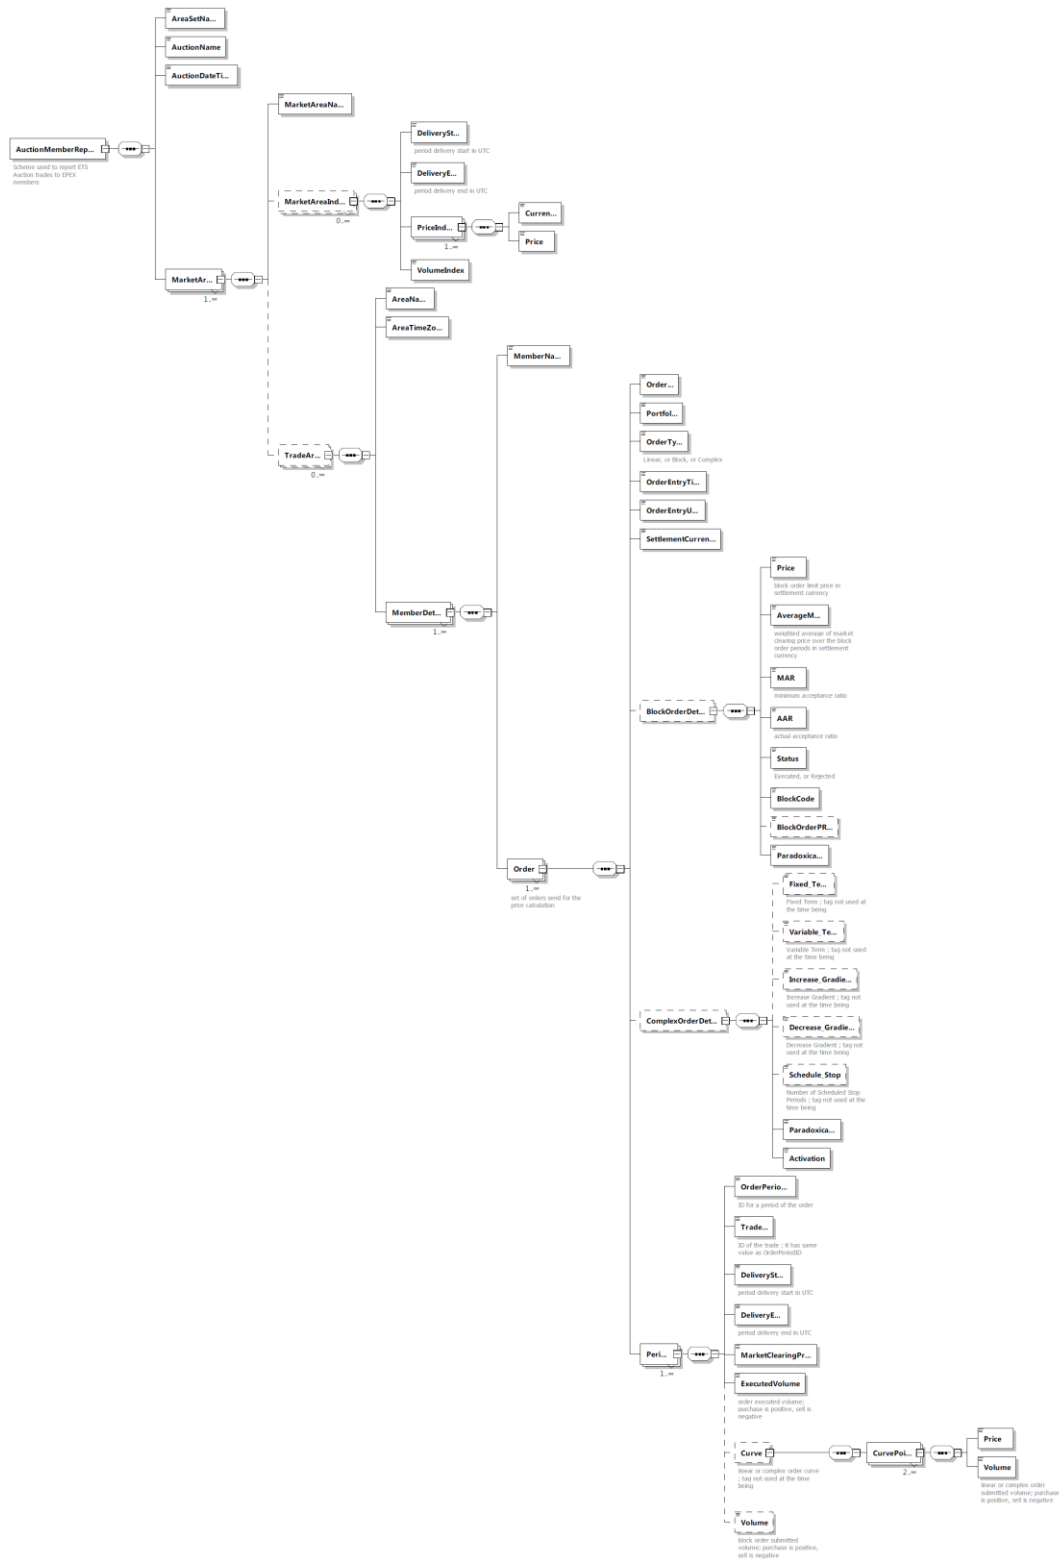 AreaSetNa...
AuctionName
AuctionDateTi...
MarketAreaNa...
DeliverySt...
period delivery start in UTC
AuctionMemberRep...
Scheme used to report ETS
Auction trades to EPEX
members
DeliveryE...
period delivery end in UTC
MarketAreaInd...
0..∞
Curren...
PriceInd...
1..∞
Price
VolumeIndex
MarketAr...
1..∞
AreaNa...
AreaTimeZo...
MemberNa...
Order...
Portfol...
OrderTy...
Linear, or Block, or Complex
TradeAr...
0..∞
OrderEntryTi...
OrderEntryU...
SettlementCurren...
Price
block order limit price in
settlement currency
MemberDet...
1..∞
AverageM...
weighted average of market
clearing price over the block
order periods in settlement
currency
MAR
minimum acceptance ratio
BlockOrderDet...
AAR
actual acceptance ratio
Status
Executed, or Rejected
BlockCode
BlockOrderPR...
Paradoxica...
Order
1..∞
set of orders send for the
price calculation
Fixed_Te...
Fixed Term ; tag not used at
the time being
Variable_Te...
Variable Term ; tag not used
at the time being
Increase_Gradie...
Increase Gradient ; tag not
used at the time being
ComplexOrderDet...
Decrease_Gradie...
Decrease Gradient ; tag not
used at the time being
Schedule_Stop
Number of Scheduled Stop
Periods ; tag not used at the
time being
Paradoxica...
Activation
OrderPerio...
ID for a period of the order
Trade...
ID of the trade ; it has same
value as OrderPeriodID
DeliverySt...
period delivery start in UTC
DeliveryE...
period delivery end in UTC
Peri...
1..∞
MarketClearingPr...
ExecutedVolume
order executed volume;
purchase is positive, sell is
negative
Curve
linear or complex order curve
; tag not used at the time
being
CurvePoi...
2..∞
Price
Volume
linear or complex order
submitted volume; purchase
is positive, sell is negative
Volume
block order submitted
volume; purchase is positive,
sell is negative